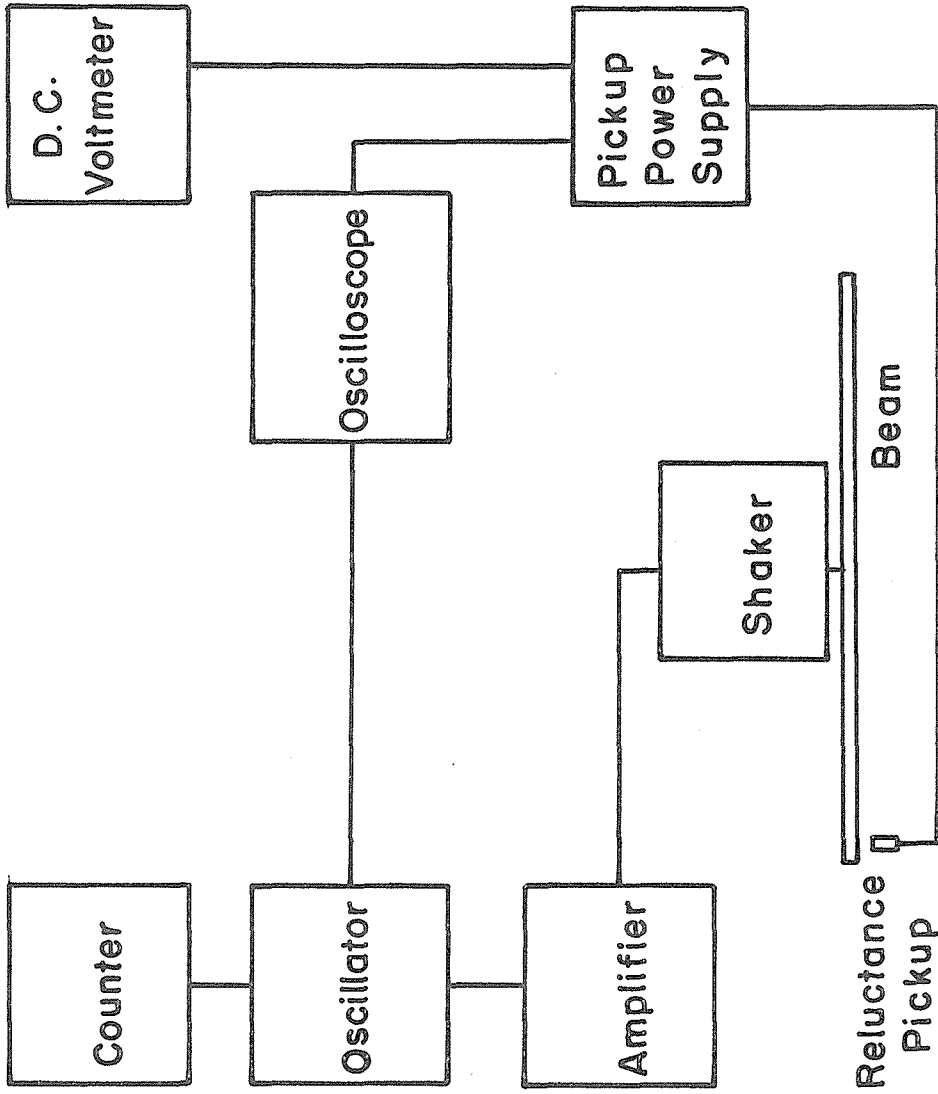 Counter
Oscillator
Amplifier
Reluctance
Pickup
Oscilloscope
Shaker
Beam
D.C.
Voltmeter
Pickup
Power
Supply